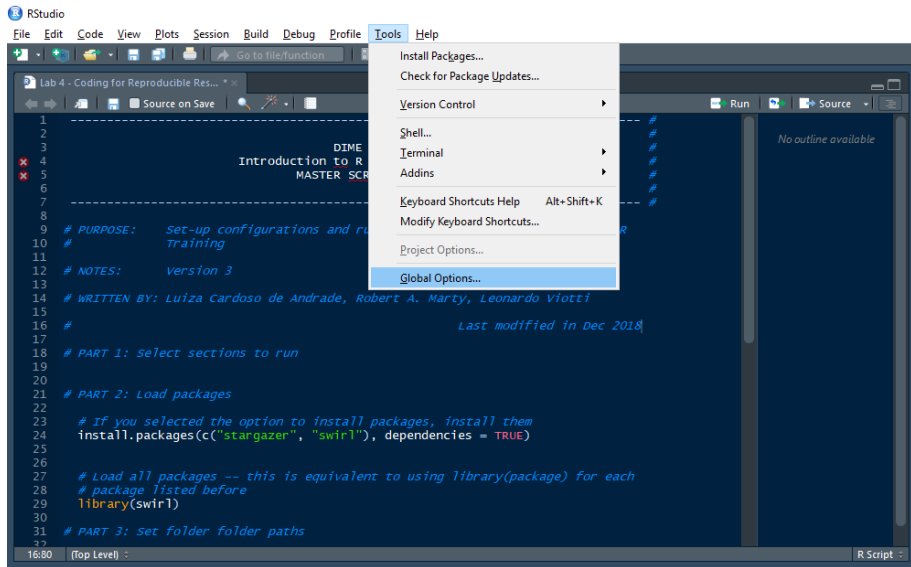 RStudio
File Edit Code View Plots Session Build Debug Profile Tools Help
Go to file/function
Install Packages...
Check for Package Updates...
Version Control
Shell...
Terminal
Addins
Keyboard Shortcuts Help Alt+Shift+K
Modify Keyboard Shortcuts...
Project Options...
Global Options...
Lab 4 - Coding for Reproducible Res... *
Source on Save Run Source
No outline available
1 ---------------------------------------- --- #
2 #
3 DIME #
4 Introduction to R #
5 MASTER SCR #
6 #
7 ---------------------------------------- --- #
8
9 # PURPOSE: Set-up configurations and ru R
10 # Training
11
12 # NOTES: Version 3
13
14 # WRITTEN BY: Luiza Cardoso de Andrade, Robert A. Marty, Leonardo Viotti
15
16 # Last modified in Dec 2018
17
18 # PART 1: Select sections to run
19
20
21 # PART 2: Load packages
22
23 # If you selected the option to install packages, install them
24 install.packages(c("stargazer", "swirl"), dependencies = TRUE)
25
26
27 # Load all packages -- this is equivalent to using library(package) for each
28 # package listed before
29 library(swirl)
30
31 # PART 3: Set folder folder paths
32
16:80 (Top Level) R Script